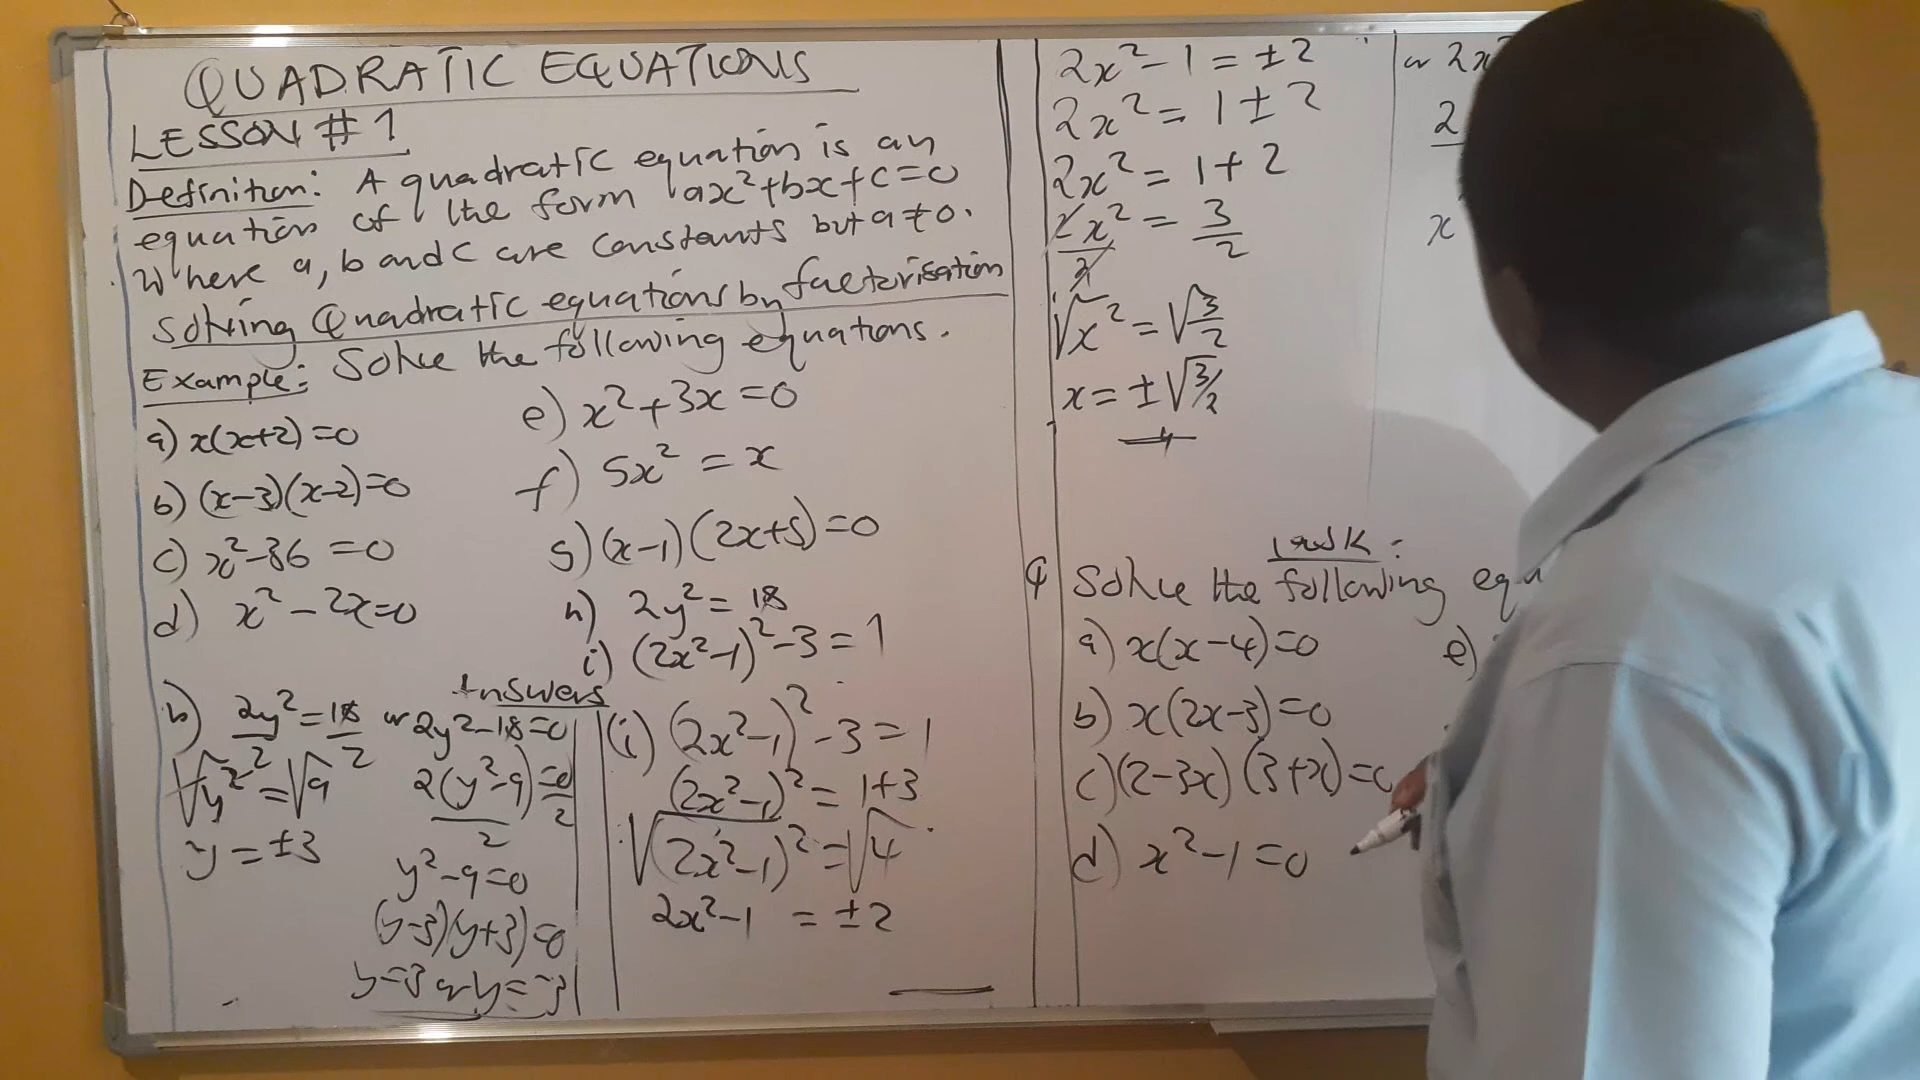 QUADRATIC EQUATIONS
LESSON # 1
Definition: A quadratic equation is an
equation of the form ax²+bx+c=0
Where a, b and c are constants but a≠0.
Solving Quadratic equations by factorisation
Example: Solve the following equations.
a) x(x+2)=0
b) (x-3)(x-2)=0
c) x²-36=0
d) x²-2x=0
e) x²+3x=0
f) 5x²=x
g) (x-1)(2x+5)=0
h) 2y²=18
i) (2x²-1)²-3=1
Answers
h) 2y²=18
2
√y²=√9
y=±3
or 2y²-18=0
2(y²-9)=0
2 2
y²-9=0
(y-3)(y+3)=0
y=3 or y=-3
(i) (2x²-1)²-3=1
(2x²-1)²=1+3
√(2x²-1)²=√4
2x²-1=±2
2x²-1=±2
2x²=1±2
2x²=1+2
2x²/2=3/2
√x²=√3/2
x=±√3/2
or 2x²
2
x
Task:
Solve the following
a) x(x-4)=0
b) x(2x-3)=0
c) (2-3x)(3+x)=0
d) x²-1=0
e)